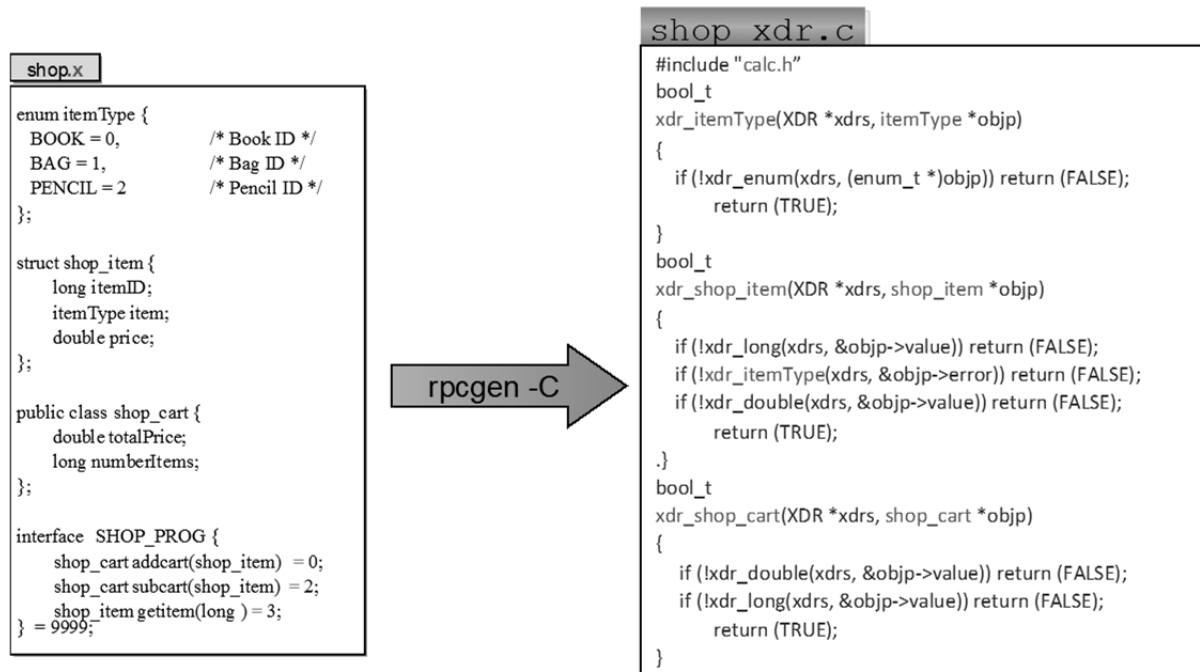 shop.x
enum itemType {
BOOK = 0, /* Book ID */
BAG = 1, /* Bag ID */
PENCIL = 2 /* Pencil ID */
};
struct shop_item {
long itemID;
itemType item;
double price;
};
public class shop_cart {
double totalPrice;
long numberItems;
};
interface SHOP_PROG {
shop_cart addcart(shop_item) = 0;
shop_cart subcart(shop_item) = 2;
shop_item getitem(long ) = 3;
} = 9999;
rpcgen -C
shop xdr.c
#include "calc.h”
bool_t
xdr_itemType(XDR *xdrs, itemType *objp)
{
if (!xdr_enum(xdrs, (enum_t *)objp)) return (FALSE);
return (TRUE);
}
bool_t
xdr_shop_item(XDR *xdrs, shop_item *objp)
{
if (!xdr_long(xdrs, &objp->value)) return (FALSE);
if (!xdr_itemType(xdrs, &objp->error)) return (FALSE);
if (!xdr_double(xdrs, &objp->value)) return (FALSE);
return (TRUE);
.}
bool_t
xdr_shop_cart(XDR *xdrs, shop_cart *objp)
{
if (!xdr_double(xdrs, &objp->value)) return (FALSE);
if (!xdr_long(xdrs, &objp->value)) return (FALSE);
return (TRUE);
}